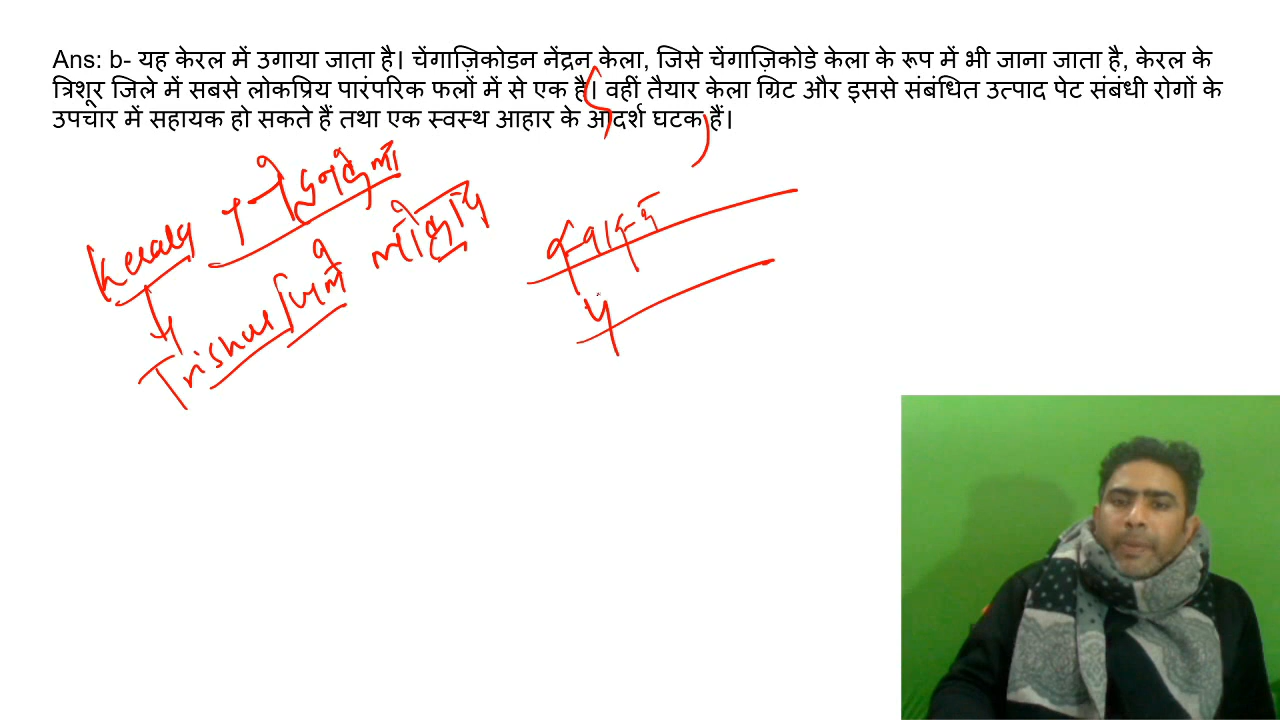 Ans: b- यह केरल में उगाया जाता है। चेंगाज़िकोडन नेंद्रन केला, जिसे चेंगाज़िकोडे केला के रूप में भी जाना जाता है, केरल के
त्रिशूर जिले में सबसे लोकप्रिय पारंपरिक फलों में से एक है। वहीं तैयार केला ग्रिट और इससे संबंधित उत्पाद पेट संबंधी रोगों के
उपचार में सहायक हो सकते हैं तथा एक स्वस्थ आहार के आदर्श घटक हैं।
Kerala
Trishur जिले